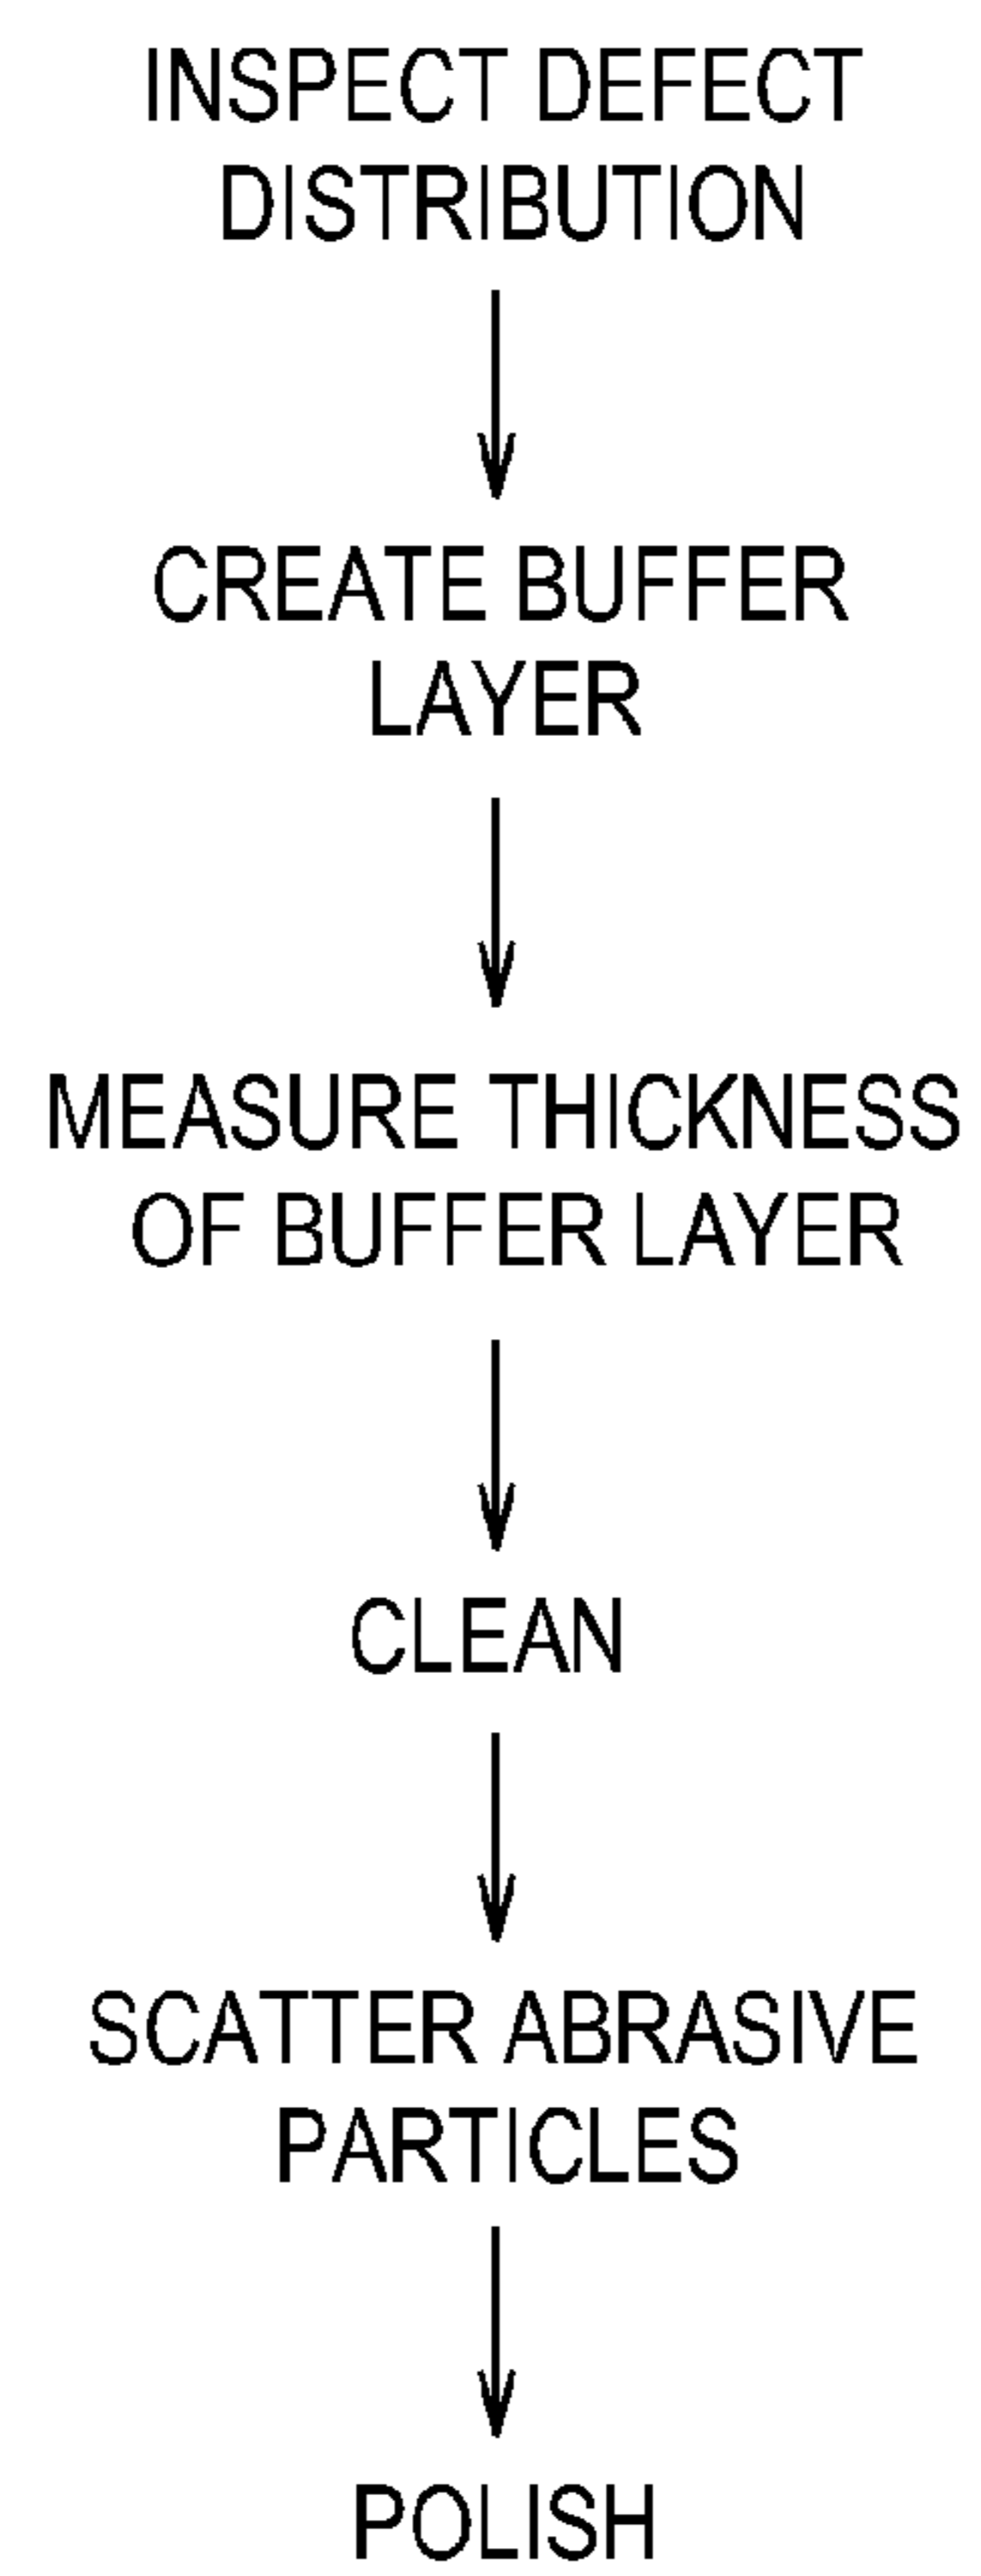 INSPECT DEFECT
DISTRIBUTION
CREATE BUFFER
LAYER
MEASURE THICKNESS
OF BUFFER LAYER
CLEAN
SCATTER ABRASIVE
PARTICLES
POLISH